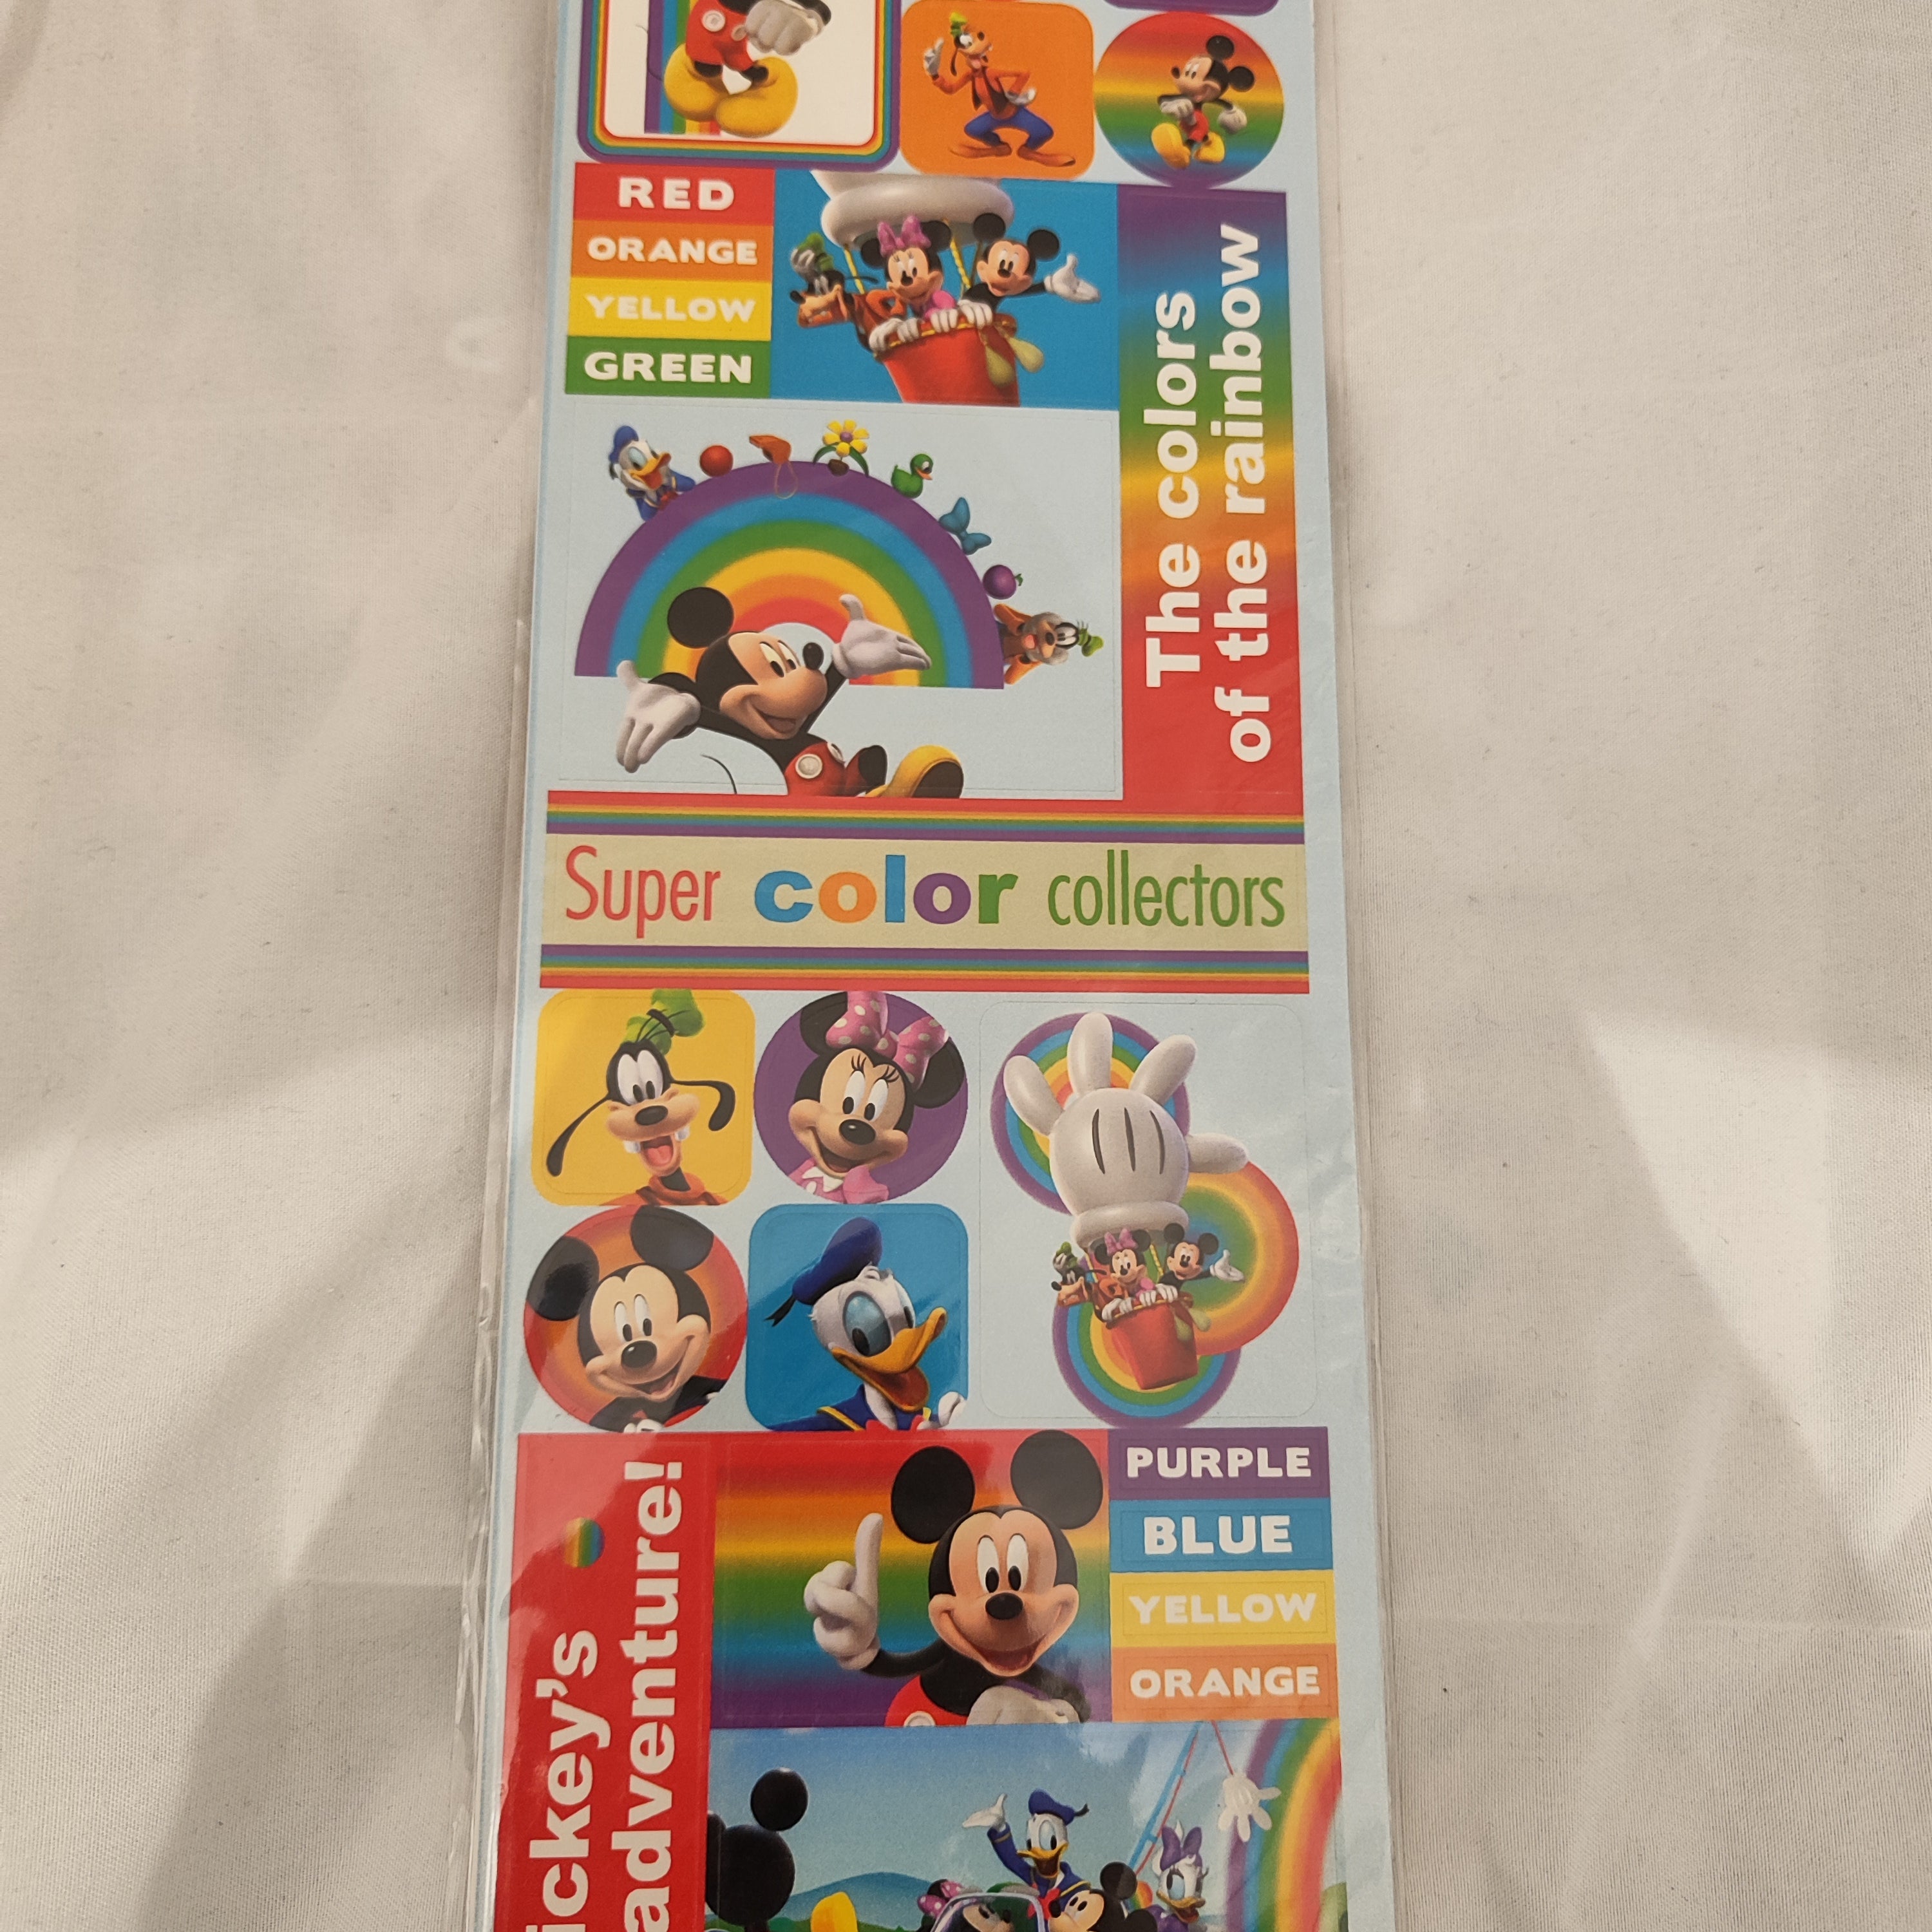 RED
ORANGE
YELLOW
GREEN
The colors
of the rainbow
Super color collectors
ickey's
adventure!
PURPLE
BLUE
YELLOW
ORANGE